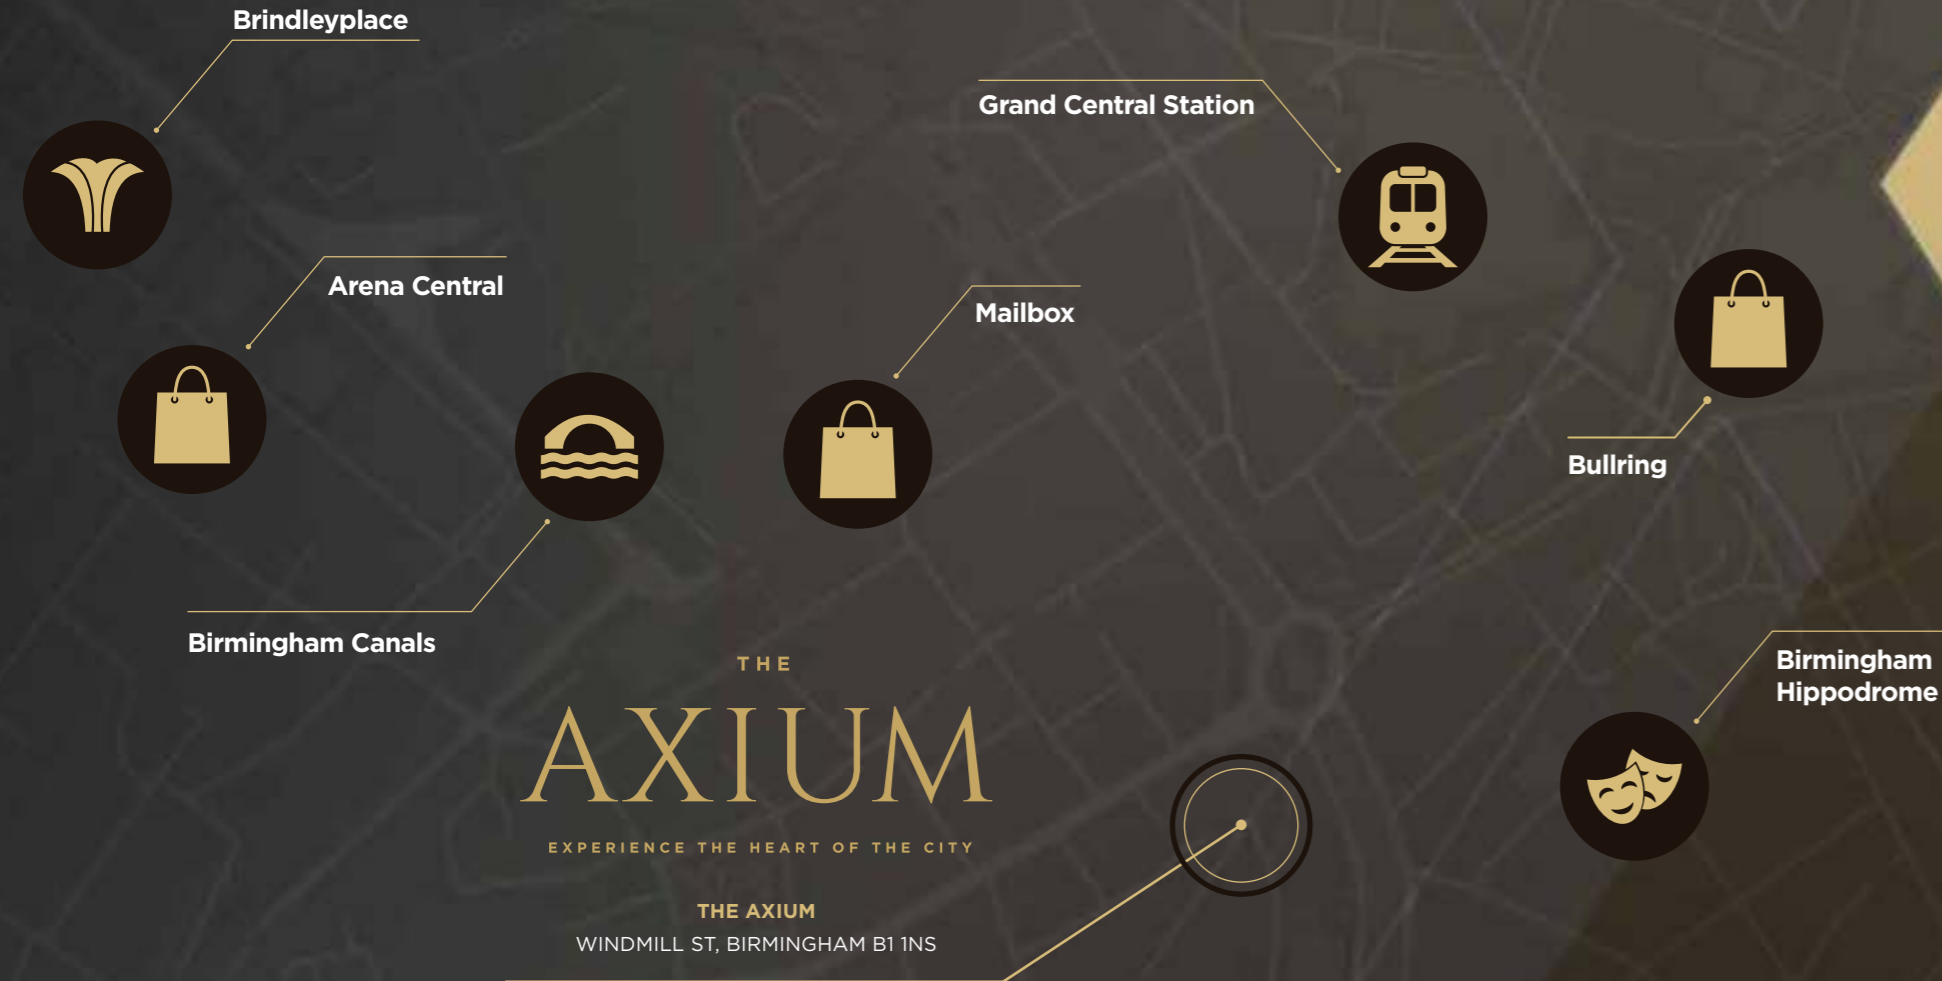 Brindleyplace
Grand Central Station
Arena Central
Mailbox
Bullring
Birmingham Canals
Birmingham
Hippodrome
THE
AXIUM
EXPERIENCE THE HEART OF THE CITY
THE AXIUM
WINDMILL ST, BIRMINGHAM B1 1NS